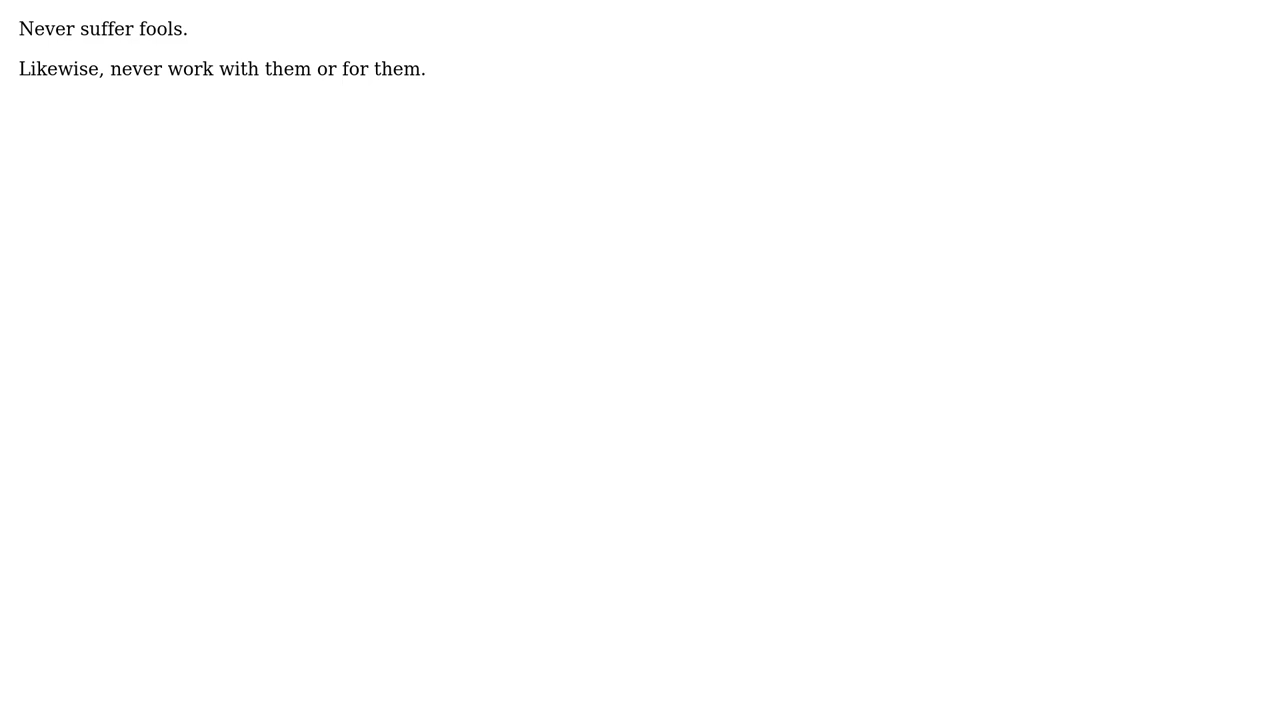 Never suffer fools.
Likewise, never work with them or for them.